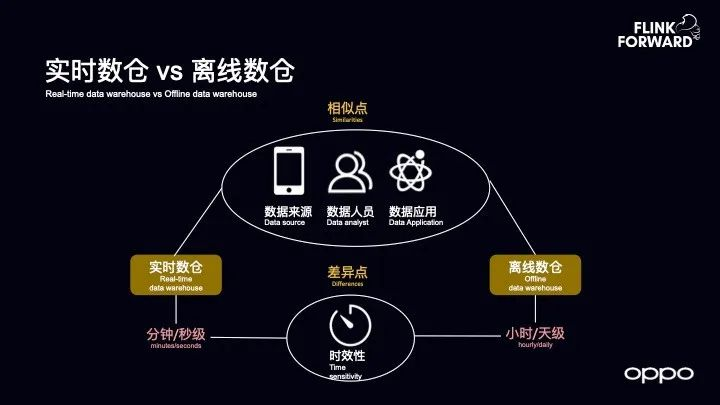 FLINK
FORWARD
实时数仓 vs 离线数仓
Real-time data warehouse vs Offline data warehouse
相似点
Similarities
数据来源
Data source
数据人员
Data analyst
数据应用
Data Application
实时数仓
Real-time
data warehouse
差异点
Differences
离线数仓
Offline
data warehouse
分钟/秒级
minutes/seconds
时效性
Time
sensitivity
小时/天级
hourly/daily
oppo